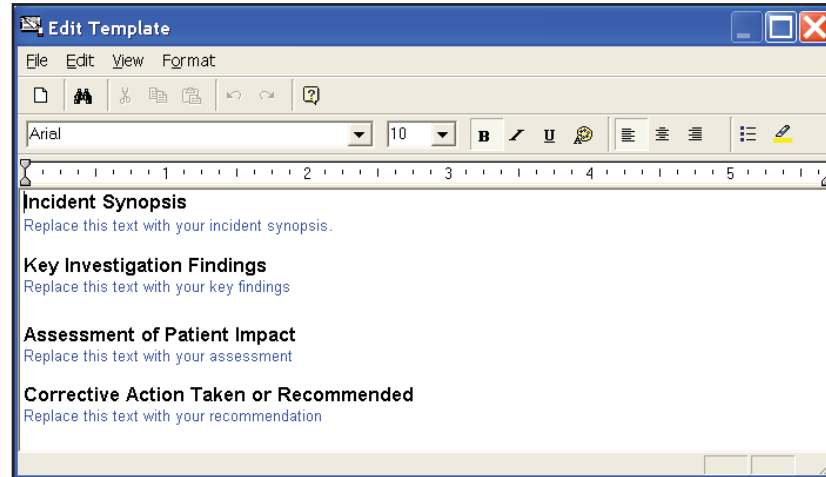 Edit Template
File Edit View Format
Arial 10 B I U A
1 2 3 4 5
Incident Synopsis
Replace this text with your incident synopsis.
Key Investigation Findings
Replace this text with your key findings
Assessment of Patient Impact
Replace this text with your assessment
Corrective Action Taken or Recommended
Replace this text with your recommendation